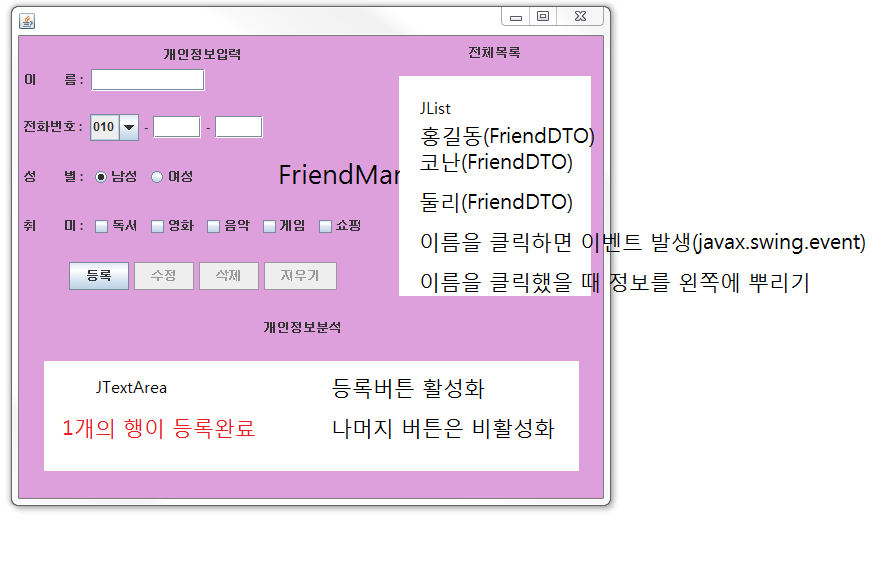 개인정보입력
전체목록
이 름 :
전화번호 : 010 - -
성 별 : 남성 여성
취 미 : 독서 영화 음악 게임 쇼핑
등록 수정 삭제 지우기
FriendMan
JList
홍길동(FriendDTO)
코난(FriendDTO)
둘리(FriendDTO)
이름을 클릭하면 이벤트 발생(javax.swing.event)
이름을 클릭했을 때 정보를 왼쪽에 뿌리기
개인정보분석
JTextArea
등록버튼 활성화
1개의 행이 등록완료
나머지 버튼은 비활성화